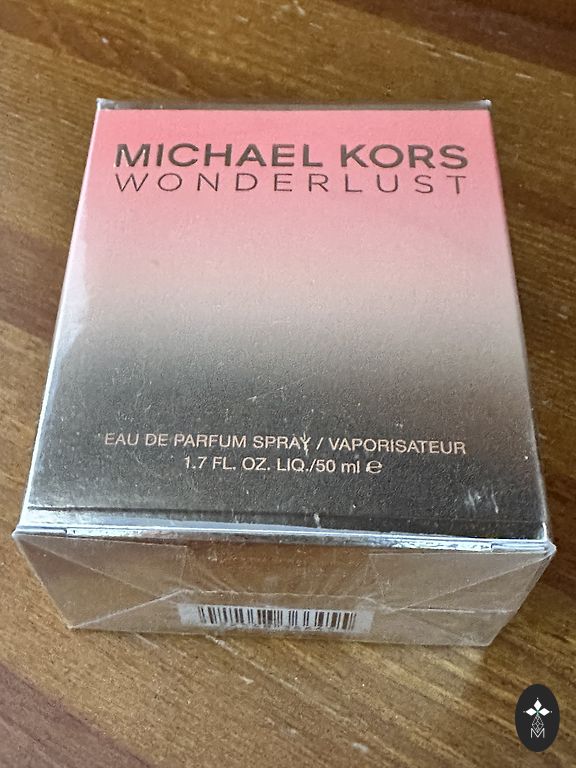 MICHAEL KORS
WONDERLUST
EAU DE PARFUM SPRAY / VAPORISATEUR
1.7 FL. OZ. LIQ./50 ml ℮